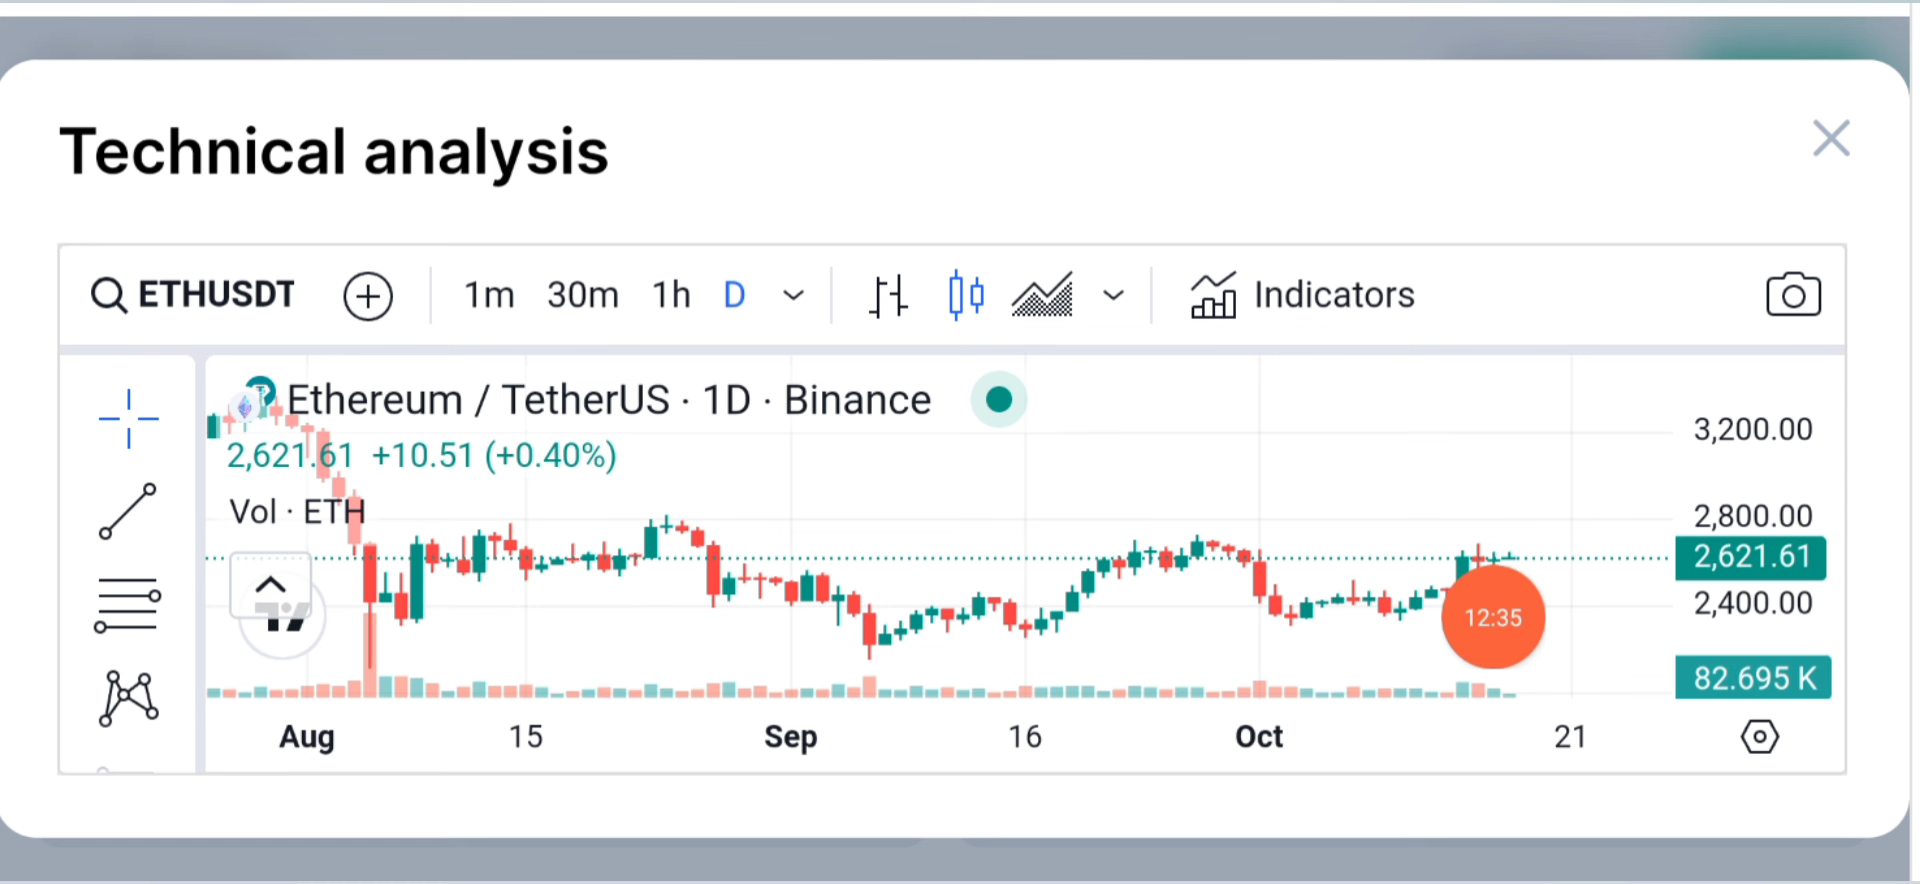 Technical analysis
ETHUSDT 1m 30m 1h D Indicators
Ethereum / TetherUS · 1D · Binance
2,621.61 +10.51 (+0.40%)
Vol · ETH
3,200.00
2,800.00
2,621.61
2,400.00
12:35
82.695 K
Aug 15 Sep 16 Oct 21